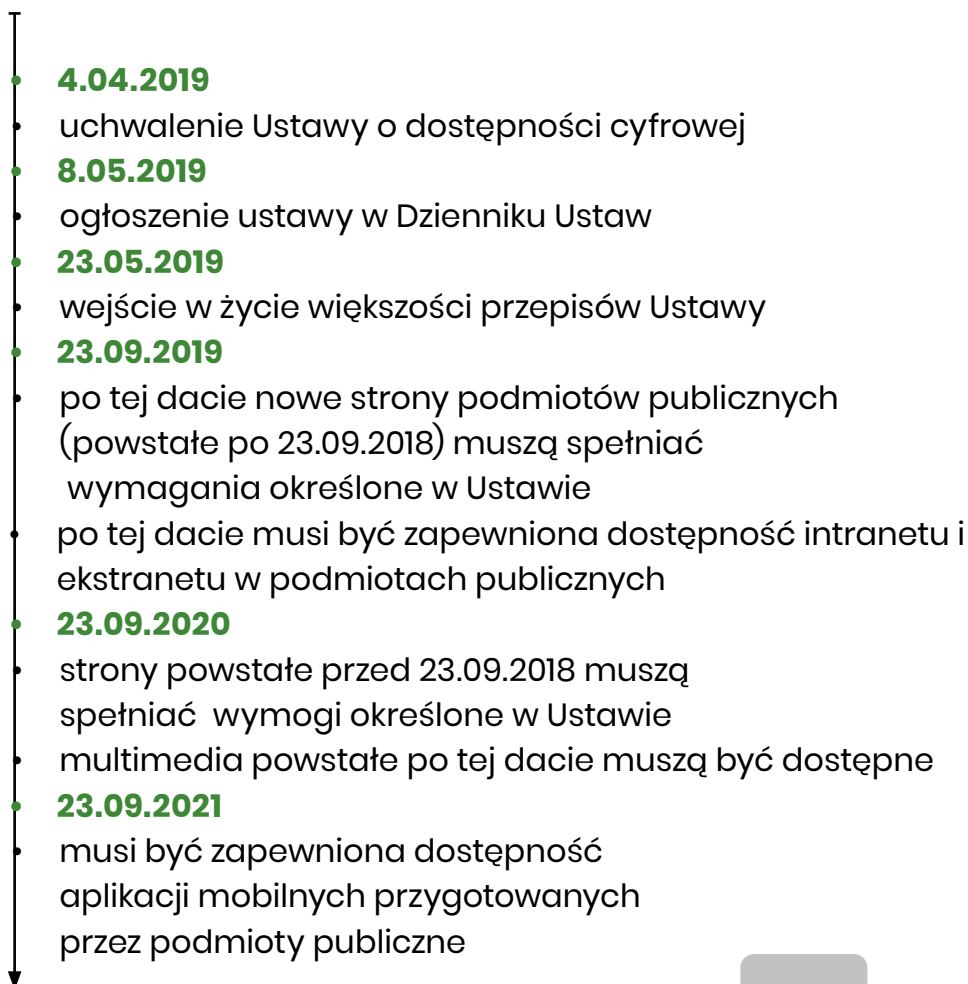 4.04.2019
uchwalenie Ustawy o dostępności cyfrowej
8.05.2019
ogłoszenie ustawy w Dzienniku Ustaw
23.05.2019
wejście w życie większości przepisów Ustawy
23.09.2019
po tej dacie nowe strony podmiotów publicznych
(powstałe po 23.09.2018) muszą spełniać
wymagania określone w Ustawie
po tej dacie musi być zapewniona dostępność intranetu i
ekstranetu w podmiotach publicznych
23.09.2020
strony powstałe przed 23.09.2018 muszą
spełniać wymogi określone w Ustawie
multimedia powstałe po tej dacie muszą być dostępne
23.09.2021
musi być zapewniona dostępność
aplikacji mobilnych przygotowanych
przez podmioty publiczne